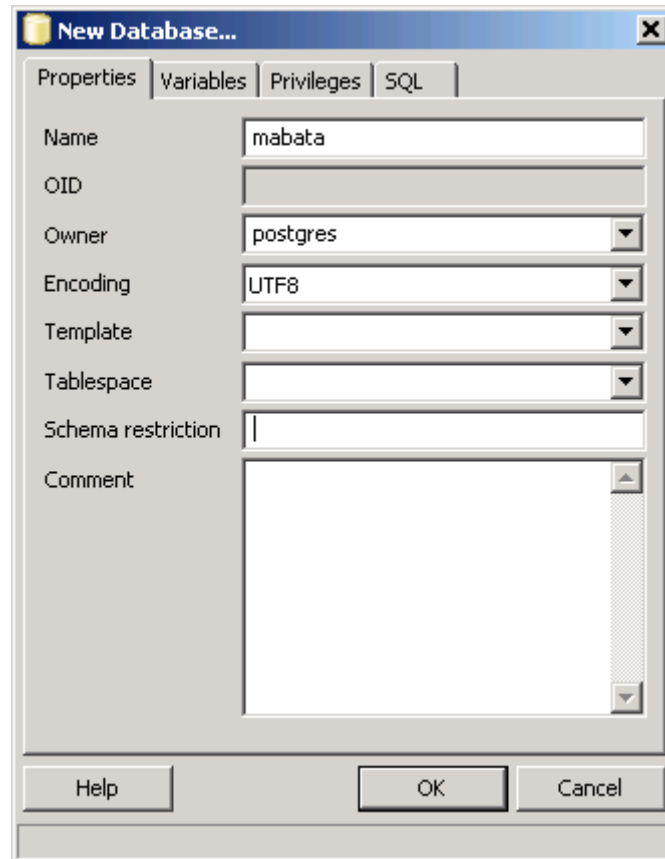 New Database...
Properties Variables Privileges SQL
Name mabata
OID
Owner postgres
Encoding UTF8
Template
Tablespace
Schema restriction
Comment
Help OK Cancel